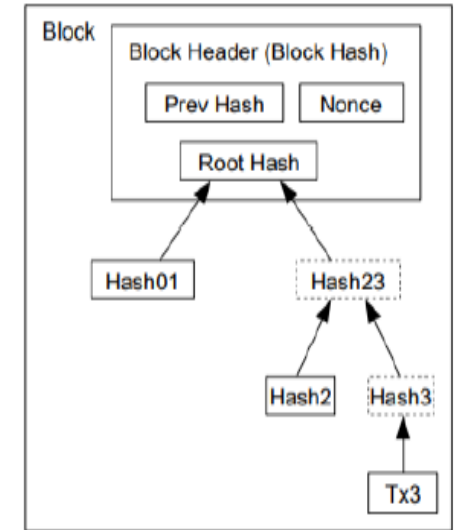 Block
Block Header (Block Hash)
Prev Hash Nonce
Root Hash
Hash01 Hash23
Hash2 Hash3
Tx3